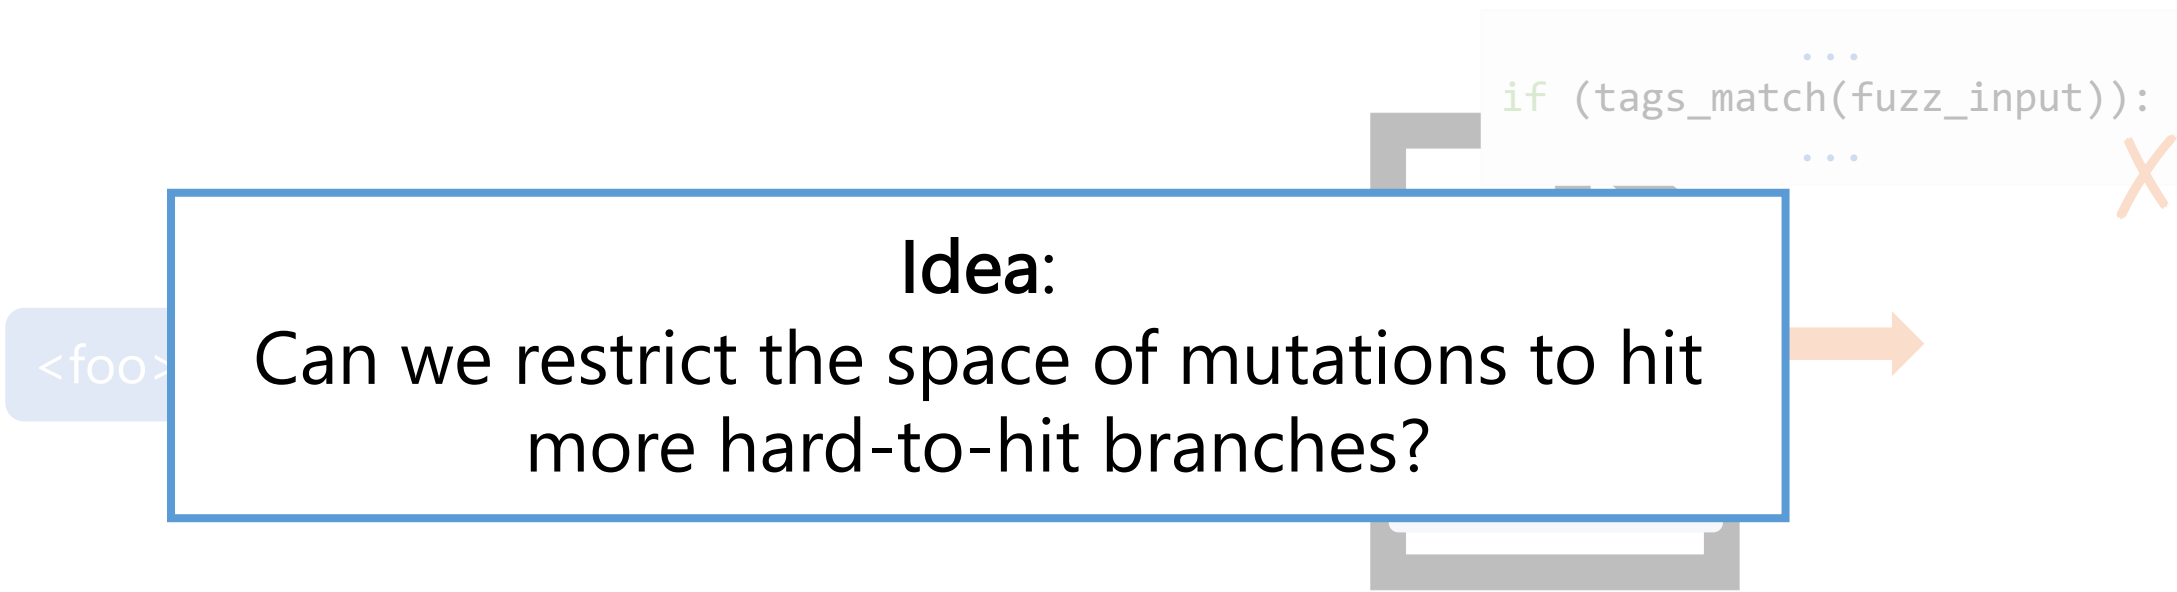 ...
if (tags_match(fuzz_input)):
...
Idea:
Can we restrict the space of mutations to hit
more hard-to-hit branches?
<foo>